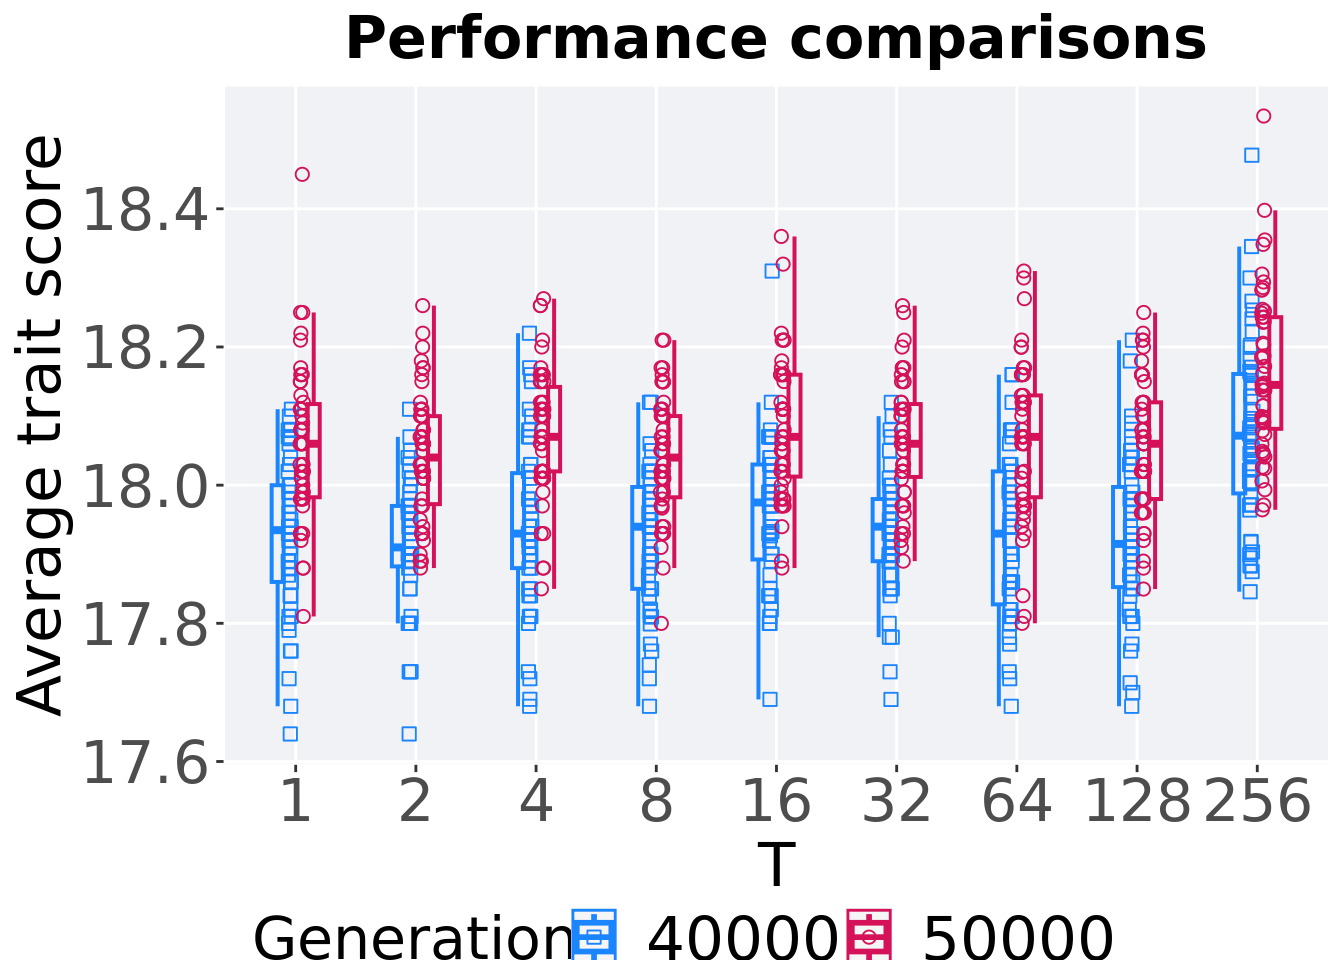 Performance comparisons
Average trait score
18.4
18.2
18.0
17.8
17.6
1 2 4 8 16 32 64 128 256
T
Generation 40000 50000